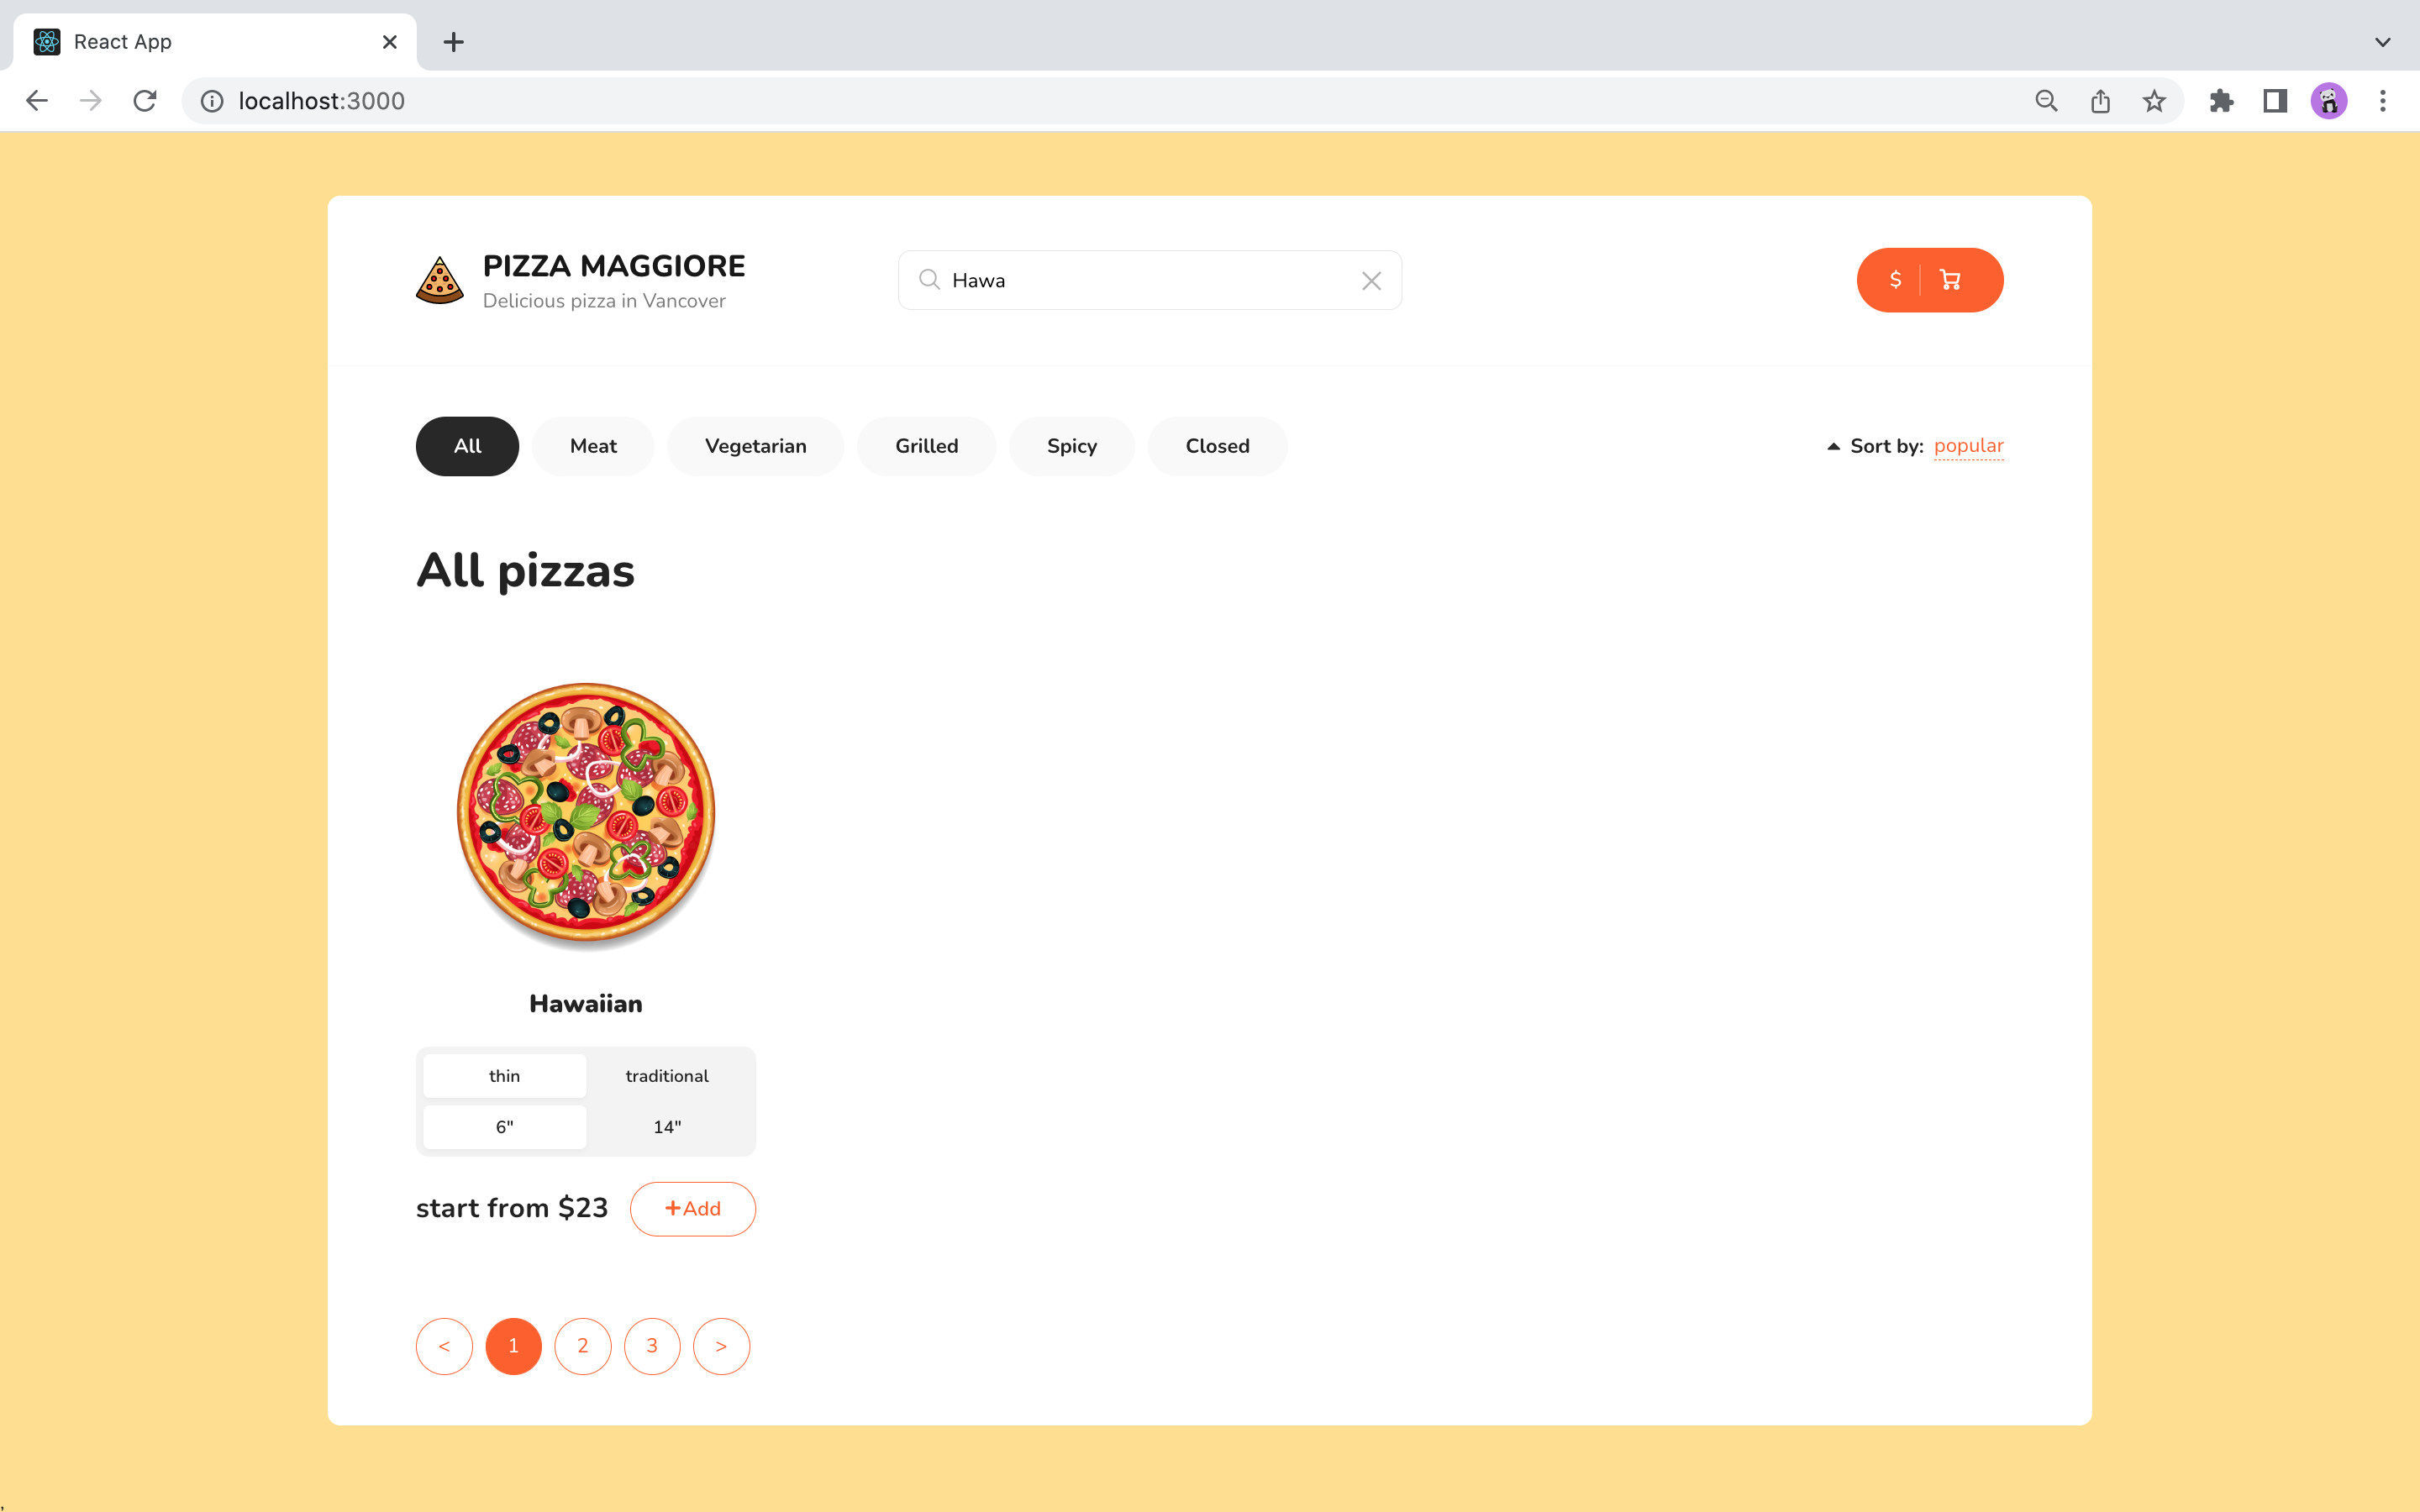 React App
localhost:3000
PIZZA MAGGIORE
Delicious pizza in Vancover
Hawa
$
All Meat Vegetarian Grilled Spicy Closed
Sort by: popular
All pizzas
Hawaiian
thin traditional
6" 14"
start from $23
+Add
< 1 2 3 >
,